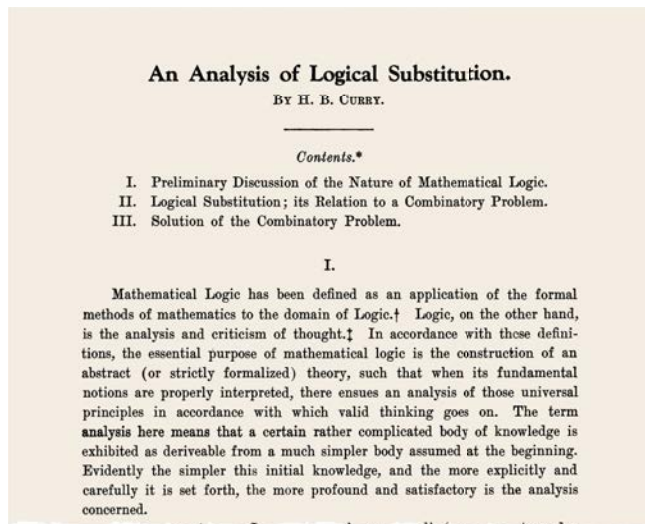 An Analysis of Logical Substitution.
BY H. B. CURRY.
Contents.*
I. Preliminary Discussion of the Nature of Mathematical Logic.
II. Logical Substitution; its Relation to a Combinatory Problem.
III. Solution of the Combinatory Problem.
I.
Mathematical Logic has been defined as an application of the formal
methods of mathematics to the domain of Logic.† Logic, on the other hand,
is the analysis and criticism of thought.‡ In accordance with these defini-
tions, the essential purpose of mathematical logic is the construction of an
abstract (or strictly formalized) theory, such that when its fundamental
notions are properly interpreted, there ensues an analysis of those universal
principles in accordance with which valid thinking goes on. The term
analysis here means that a certain rather complicated body of knowledge is
exhibited as deriveable from a much simpler body assumed at the beginning.
Evidently the simpler this initial knowledge, and the more explicitly and
carefully it is set forth, the more profound and satisfactory is the analysis
concerned.